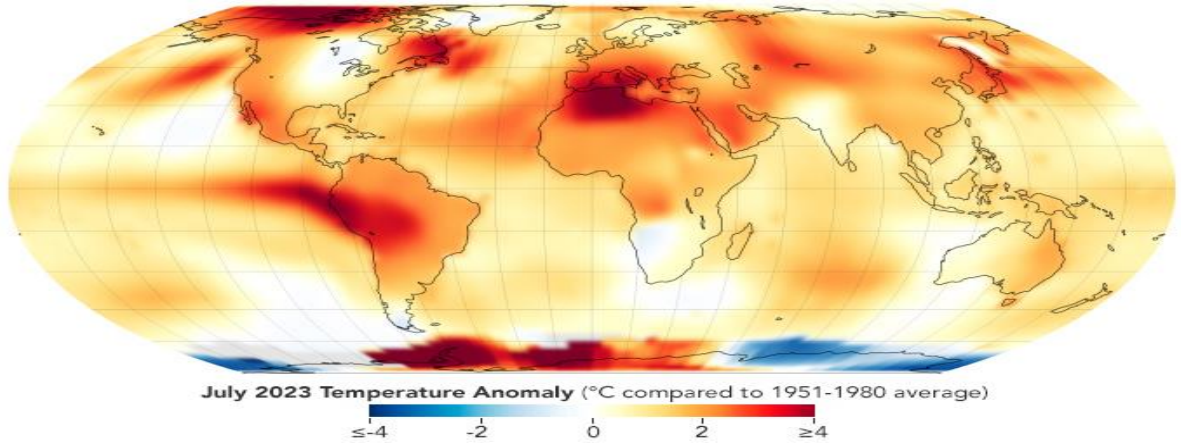 July 2023 Temperature Anomaly (°C compared to 1951-1980 average)
≤-4 -2 0 2 ≥4